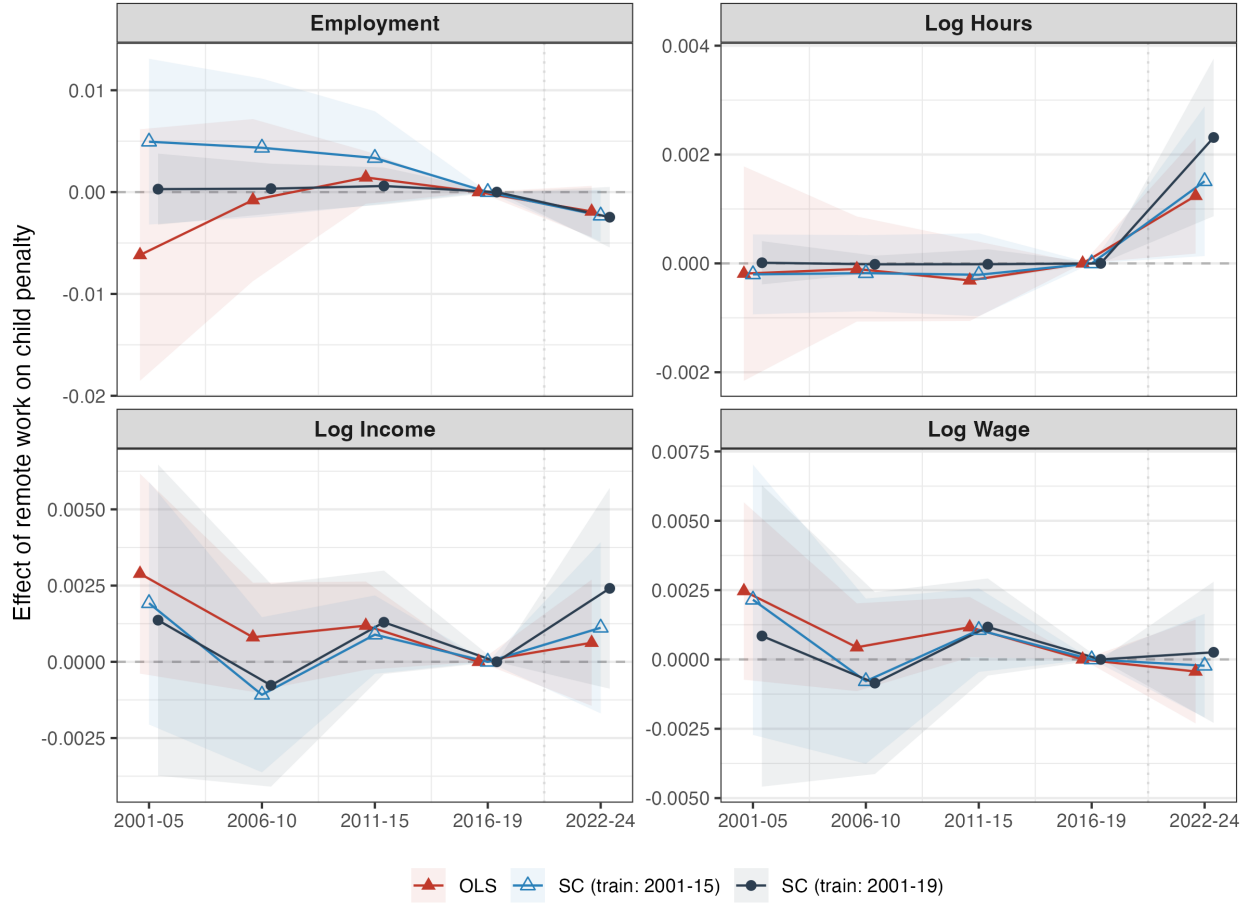 Employment
Log Hours
0.01
0.00
-0.01
-0.02
0.004
0.002
0.000
-0.002
Effect of remote work on child penalty
Log Income
Log Wage
0.0050
0.0025
0.0000
-0.0025
0.0075
0.0050
0.0025
0.0000
-0.0025
-0.0050
2001-05 2006-10 2011-15 2016-19 2022-24
2001-05 2006-10 2011-15 2016-19 2022-24
OLS SC (train: 2001-15) SC (train: 2001-19)